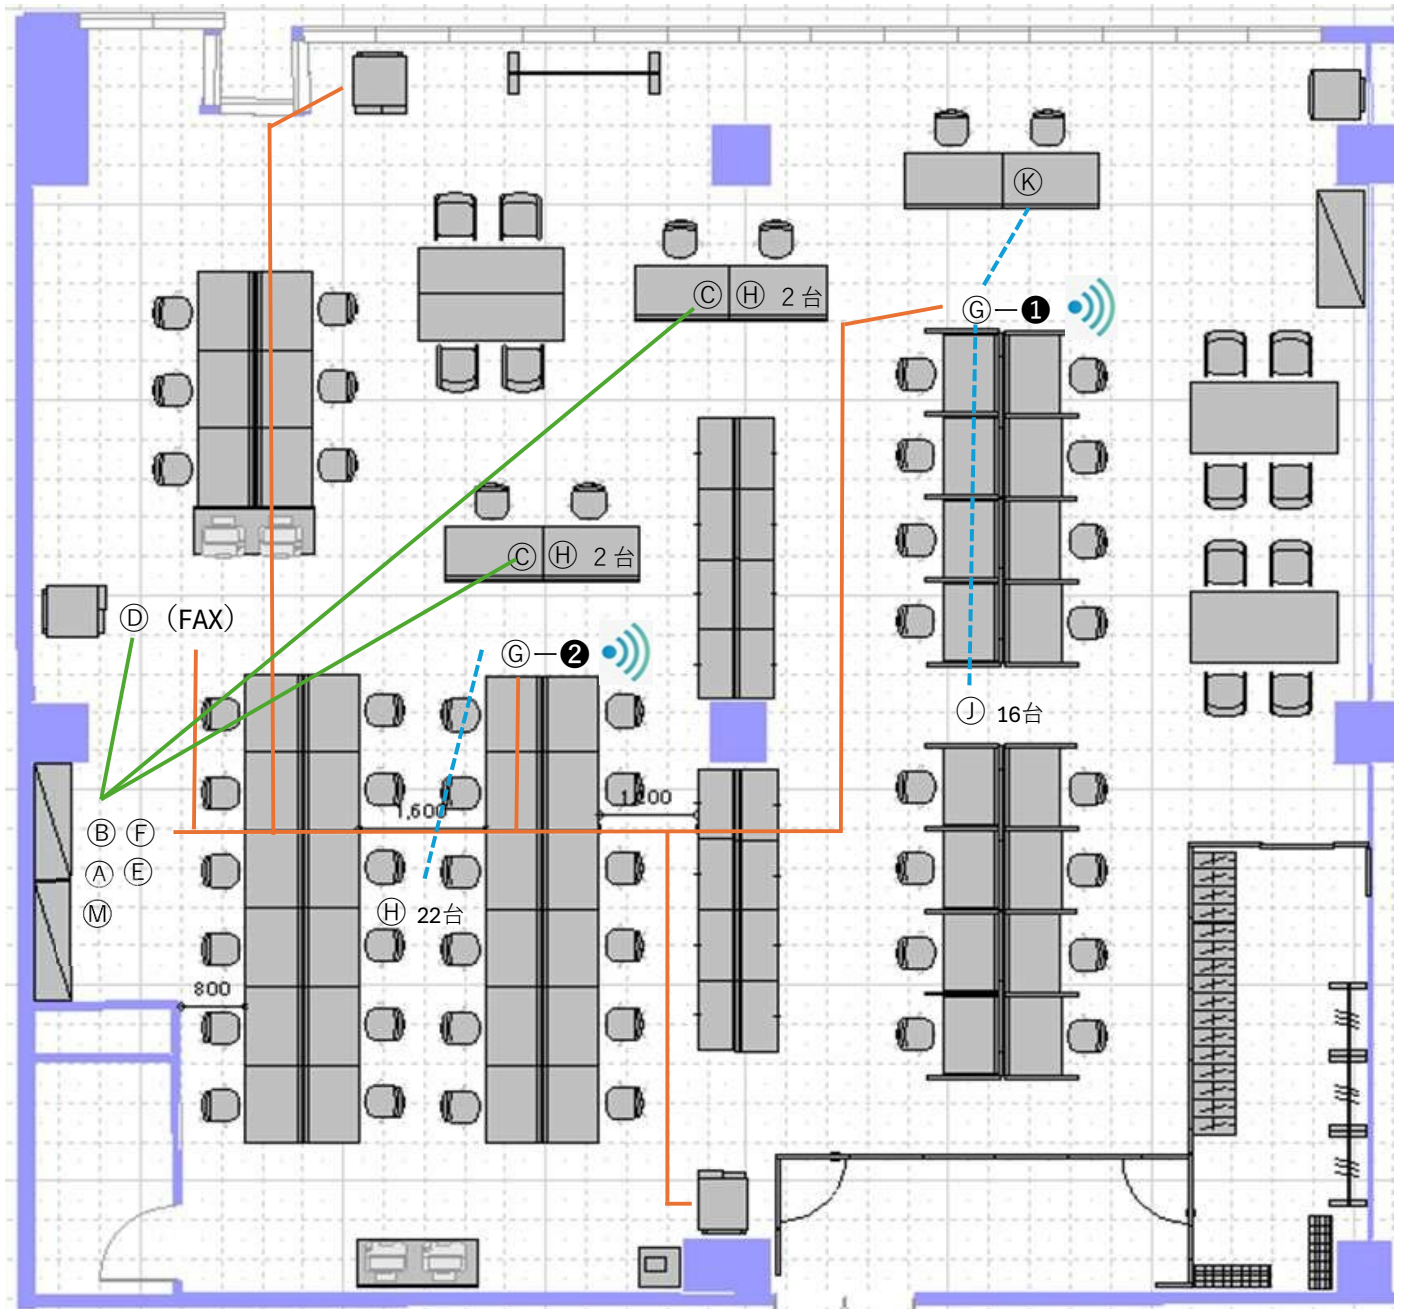 Ⓚ
Ⓒ Ⓗ 2台
Ⓖ－❶
Ⓒ Ⓗ 2台
Ⓓ（FAX）
Ⓖ－❷
Ⓙ 16台
1,600
1,200
Ⓑ Ⓕ
Ⓐ Ⓔ
Ⓜ
Ⓗ 22台
800